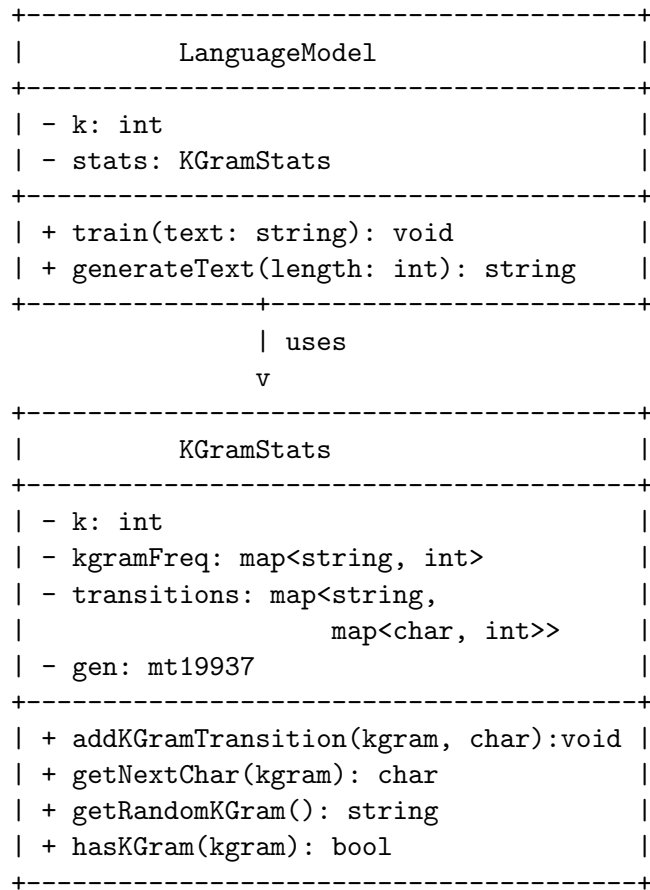 +----------------------------------------+
|          LanguageModel                 |
+----------------------------------------+
| - k: int                               |
| - stats: KGramStats                    |
+----------------------------------------+
| + train(text: string): void            |
| + generateText(length: int): string    |
+---------------+------------------------+
                | uses
                v
+----------------------------------------+
|          KGramStats                    |
+----------------------------------------+
| - k: int                               |
| - kgramFreq: map<string, int>          |
| - transitions: map<string,             |
|                    map<char, int>>     |
| - gen: mt19937                         |
+----------------------------------------+
| + addKGramTransition(kgram, char):void |
| + getNextChar(kgram): char             |
| + getRandomKGram(): string             |
| + hasKGram(kgram): bool                |
+----------------------------------------+